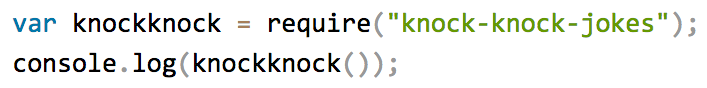 var knockknock = require("knock-knock-jokes");
console.log(knockknock());